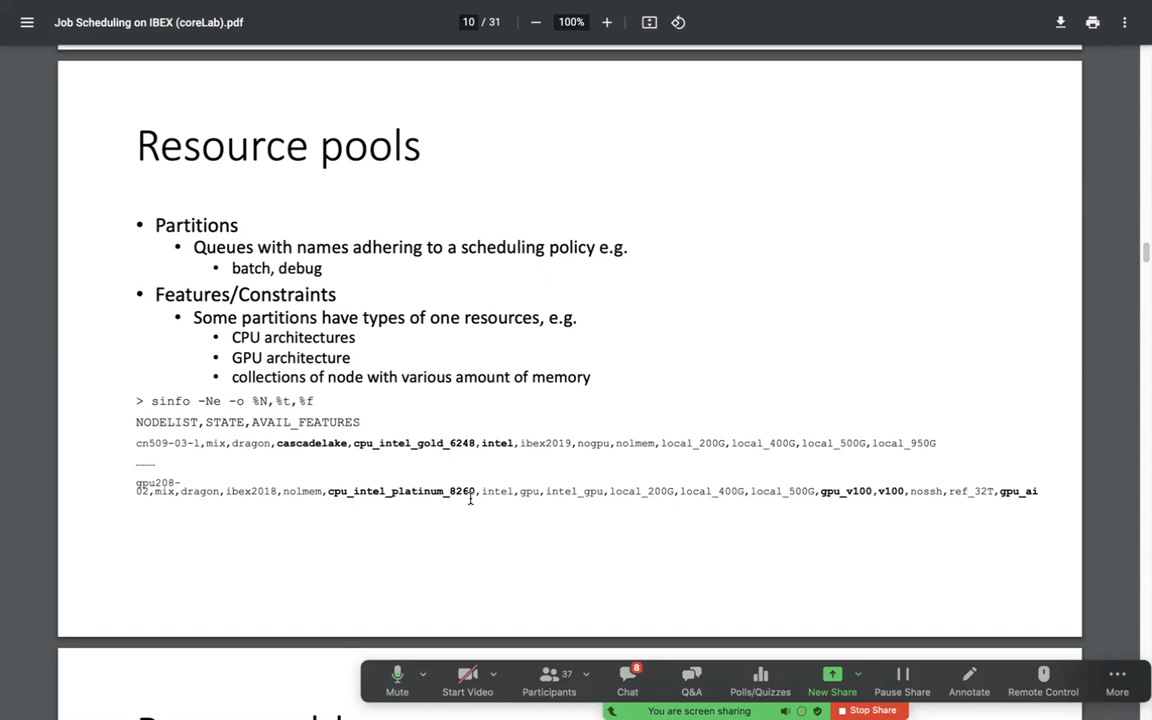 Job Scheduling on IBEX (coreLab).pdf
10 / 31
100%
Resource pools
• Partitions
• Queues with names adhering to a scheduling policy e.g.
• batch, debug
• Features/Constraints
• Some partitions have types of one resources, e.g.
• CPU architectures
• GPU architecture
• collections of node with various amount of memory
> sinfo -Ne -o %N,%t,%f
NODELIST,STATE,AVAIL_FEATURES
cn509-03-l,mix,dragon,cascadelake,cpu_intel_gold_6248,intel,ibex2019,nogpu,nolmem,local_200G,local_400G,local_500G,local_950G
………
gpu208-
02,mix,dragon,ibex2018,nolmem,cpu_intel_platinum_8260,intel,gpu,intel_gpu,local_200G,local_400G,local_500G,gpu_v100,v100,nossh,ref_32T,gpu_ai
37
8
Mute
Start Video
Participants
Chat
Q&A
Polls/Quizzes
New Share
Pause Share
Annotate
Remote Control
More
You are screen sharing
Stop Share